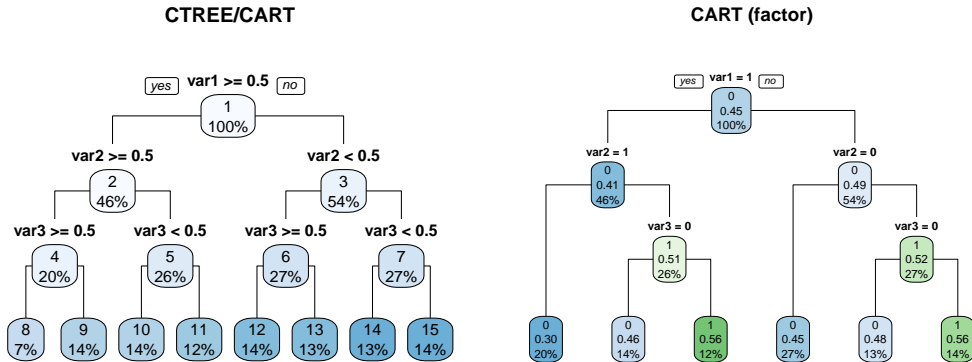 CTREE/CART
yes var1 >= 0.5 no
1
100%
var2 >= 0.5 var2 < 0.5
2 3
46% 54%
var3 >= 0.5 var3 < 0.5 var3 >= 0.5 var3 < 0.5
4 5 6 7
20% 26% 27% 27%
8 9 10 11 12 13 14 15
7% 14% 14% 12% 14% 13% 13% 14%
CART (factor)
yes var1 = 1 no
0
0.45
100%
var2 = 1 var2 = 0
0 0
0.41 0.49
46% 54%
var3 = 0 var3 = 0
1 1
0.51 0.52
26% 27%
0 0 1 0 0 1
0.30 0.46 0.56 0.45 0.48 0.56
20% 14% 12% 27% 13% 14%